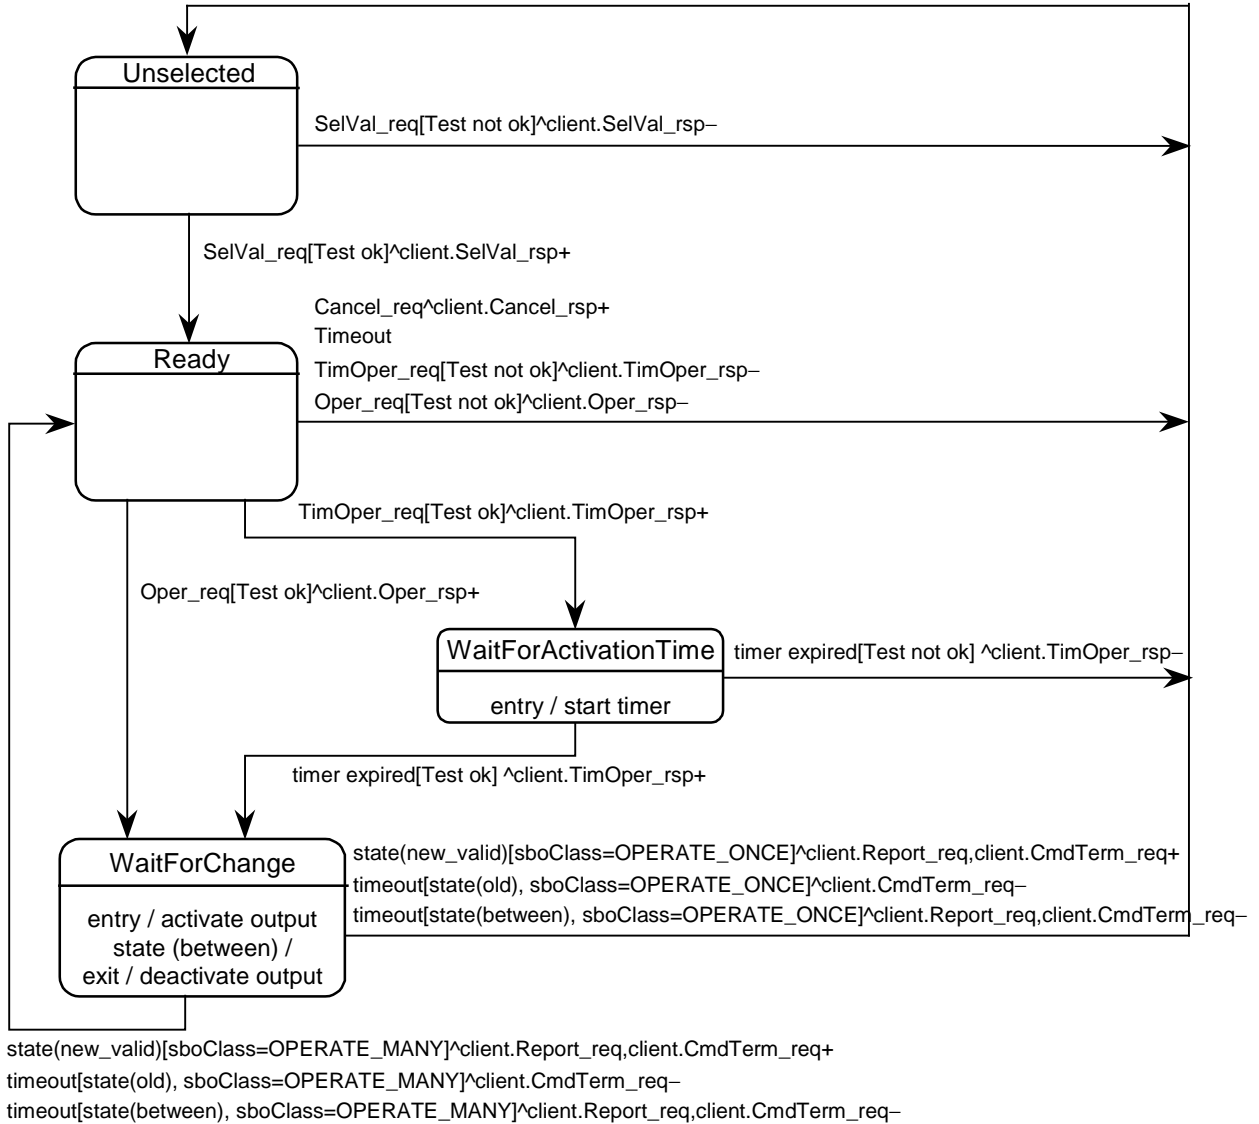 Unselected
SelVal_req[Test not ok]^client.SelVal_rsp–
SelVal_req[Test ok]^client.SelVal_rsp+
Cancel_req^client.Cancel_rsp+
Timeout
TimOper_req[Test not ok]^client.TimOper_rsp–
Oper_req[Test not ok]^client.Oper_rsp–
Ready
TimOper_req[Test ok]^client.TimOper_rsp+
Oper_req[Test ok]^client.Oper_rsp+
WaitForActivationTime
entry / start timer
timer expired[Test not ok] ^client.TimOper_rsp–
timer expired[Test ok] ^client.TimOper_rsp+
WaitForChange
entry / activate output
state (between) /
exit / deactivate output
state(new_valid)[sboClass=OPERATE_ONCE]^client.Report_req,client.CmdTerm_req+
timeout[state(old), sboClass=OPERATE_ONCE]^client.CmdTerm_req–
timeout[state(between), sboClass=OPERATE_ONCE]^client.Report_req,client.CmdTerm_req–
state(new_valid)[sboClass=OPERATE_MANY]^client.Report_req,client.CmdTerm_req+
timeout[state(old), sboClass=OPERATE_MANY]^client.CmdTerm_req–
timeout[state(between), sboClass=OPERATE_MANY]^client.Report_req,client.CmdTerm_req–